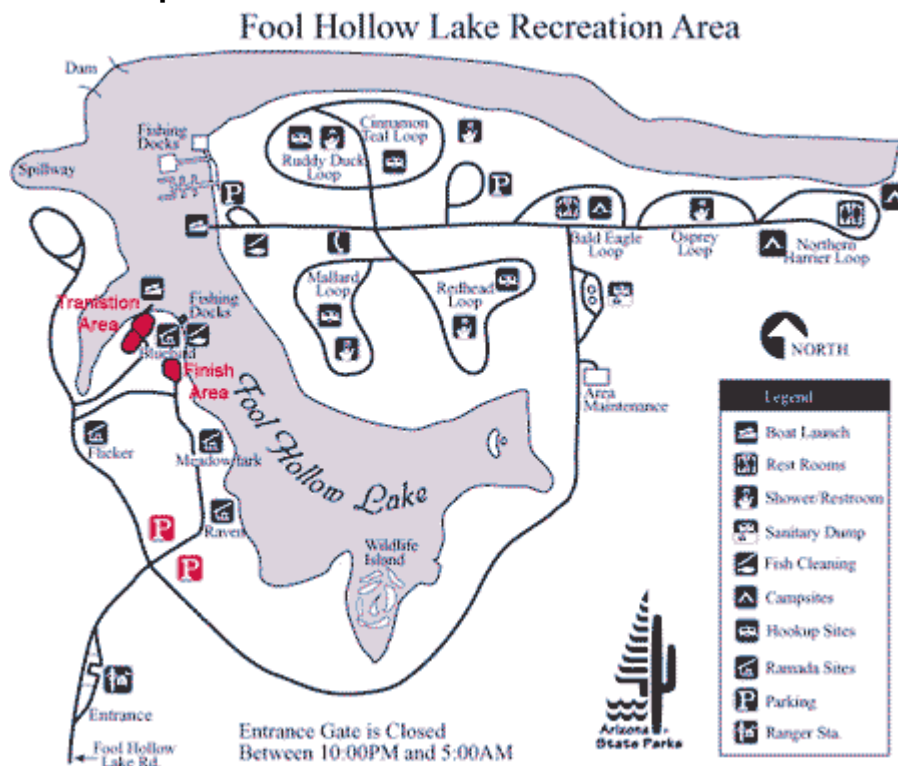 Fool Hollow Lake Recreation Area
Dam
Fishing
Docks
Cinnamon
Teal Loop
Ruddy Duck
Loop
Spillway
P
P
Bald Eagle
Loop
Osprey
Loop
Northern
Harrier Loop
Mallard
Loop
Redhead
Loop
Tranistion
Area
Fishing
Docks
Bluebird
Finish
Area
NORTH
Area
Maintenance
Fool Hollow Lake
Flicker
Meadowlark
Raven
P
P
Wildlife
Island
Legend
Boat Launch
Rest Rooms
Shower/Restroom
Sanitary Dump
Fish Cleaning
Campsites
Hookup Sites
Ramada Sites
P Parking
Ranger Sta.
Entrance
Fool Hollow
Lake Rd.
Entrance Gate is Closed
Between 10:00PM and 5:00AM
Arizona
State Parks